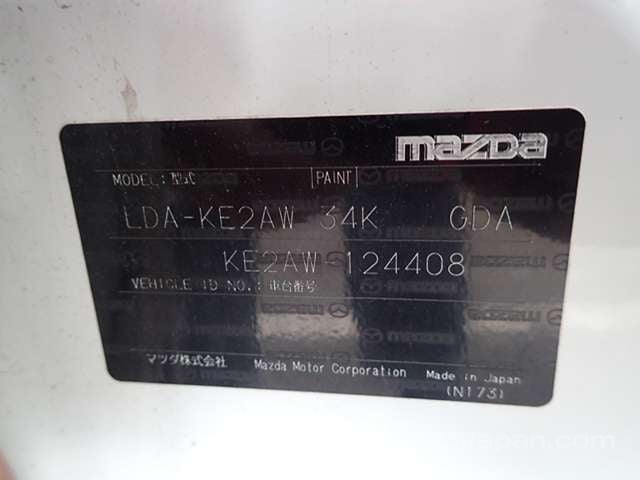 mazda
MODEL: 型式 PAINT
LDA-KE2AW 34K GDA
KE2AW 124408
VEHICLE ID NO.: 車台番号
マツダ株式会社 Mazda Motor Corporation Made in Japan
(N173)